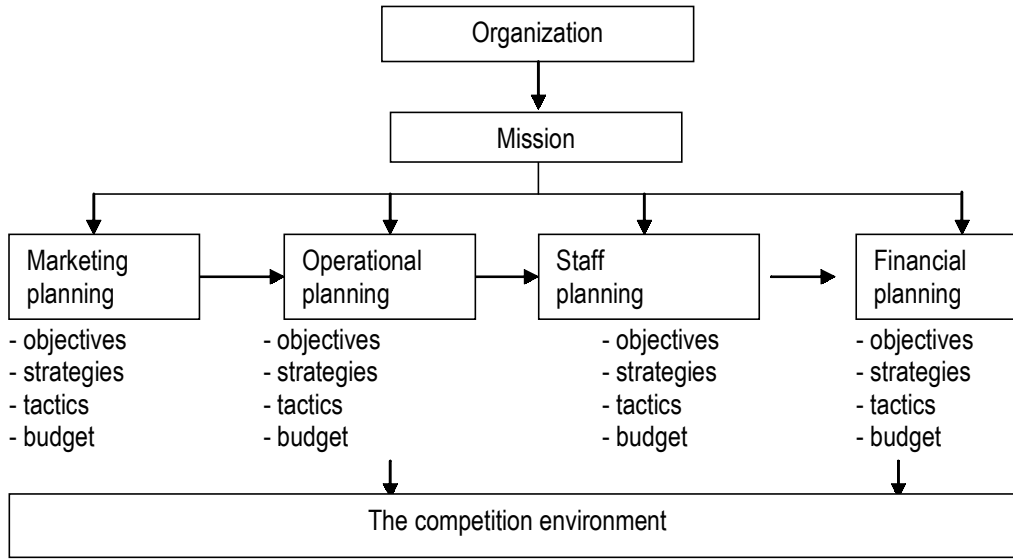 Organization
Mission
Marketing
planning
Operational
planning
Staff
planning
Financial
planning
- objectives
- strategies
- tactics
- budget
- objectives
- strategies
- tactics
- budget
- objectives
- strategies
- tactics
- budget
- objectives
- strategies
- tactics
- budget
The competition environment